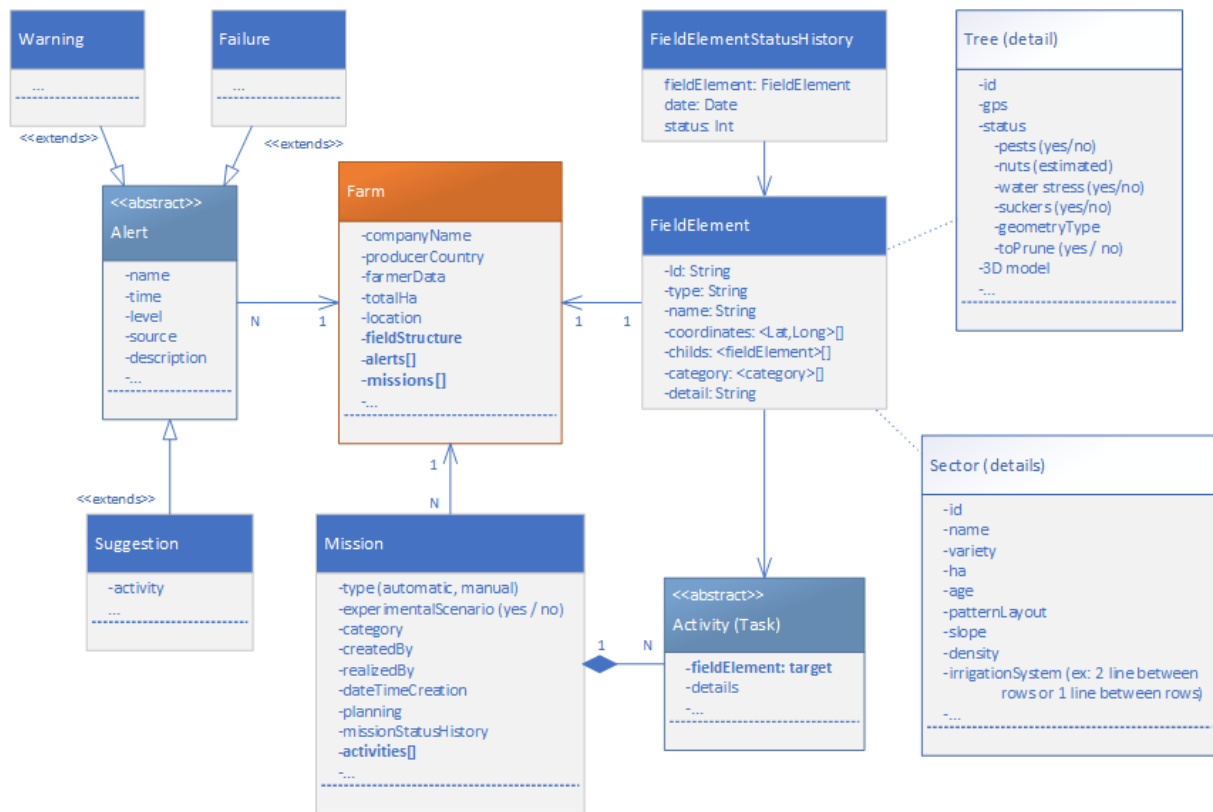 Warning
...
Failure
...
<<extends>>
<<extends>>
<<abstract>>
Alert
-name
-time
-level
-source
-description
-...
N
1
<<extends>>
Suggestion
-activity
...
Farm
-companyName
-producerCountry
-farmerData
-totalHa
-location
-fieldStructure
-alerts[]
-missions[]
-...
1
N
Mission
-type (automatic, manual)
-experimentalScenario (yes / no)
-category
-createdBy
-realizedBy
-dateTimeCreation
-planning
-missionStatusHistory
-activities[]
-...
1
N
FieldElementStatusHistory
fieldElement: FieldElement
date: Date
status: Int
FieldElement
-Id: String
-type: String
-name: String
-coordinates: <Lat,Long>[]
-childs: <fieldElement>[]
-category: <category>[]
-detail: String
1
1
<<abstract>>
Activity (Task)
-fieldElement: target
-details
-...
Tree (detail)
-id
-gps
-status
-pests (yes/no)
-nuts (estimated)
-water stress (yes/no)
-suckers (yes/no)
-geometryType
-toPrune (yes / no)
-3D model
-...
Sector (details)
-id
-name
-variety
-ha
-age
-patternLayout
-slope
-density
-irrigationSystem (ex: 2 line between
rows or 1 line between rows)
-...